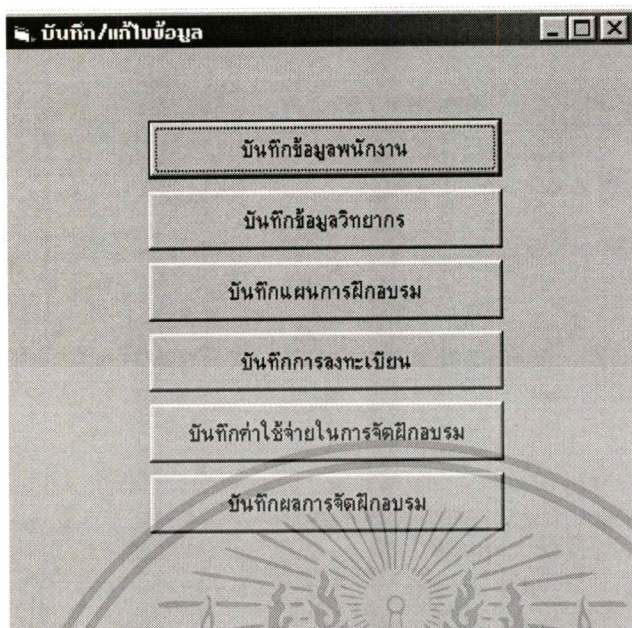 บันทึก/แก้ไขข้อมูล
บันทึกข้อมูลพนักงาน
บันทึกข้อมูลวิทยากร
บันทึกแผนการฝึกอบรม
บันทึกการลงทะเบียน
บันทึกค่าใช้จ่ายในการจัดฝึกอบรม
บันทึกผลการจัดฝึกอบรม